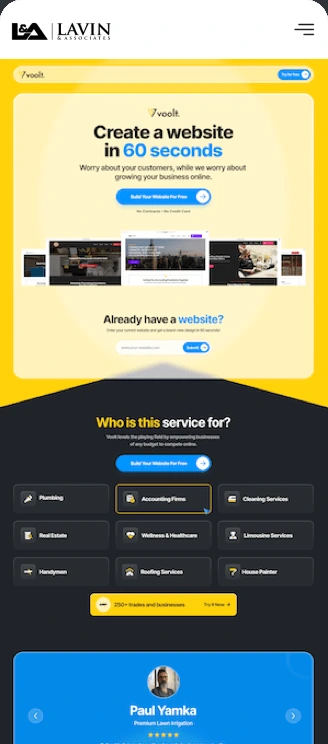 L&A LAVIN
& ASSOCIATES
voolt.
Try for free
voolt.
Create a website
in 60 seconds
Worry about your customers, while we worry about
growing your business online.
Build Your Website For Free
No Contracts • No Credit Card
Already have a website?
Enter your current website and get a brand new design in 60 seconds!
Submit
Who is this service for?
Voolt levels the playing field by empowering businesses
of any budget to compete online.
Build Your Website For Free
Plumbing
Accounting Firms
Cleaning Services
Real Estate
Wellness & Healthcare
Limousine Services
Handymen
Roofing Services
House Painter
250+ trades and businesses
Try It Now
Paul Yamka
Premium Lawn Irrigation